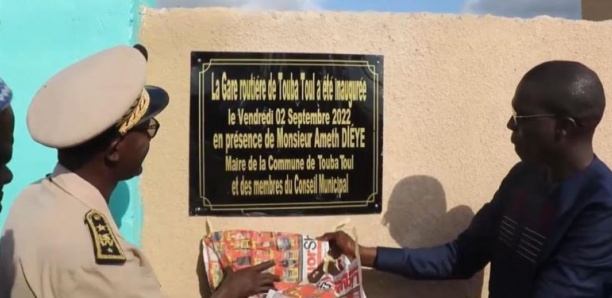 La Gare routière de Touba Toul a été inaugurée
le Vendredi 02 Septembre 2022
en présence de Monsieur Ameth DIEYE
Maire de la Commune de Touba Toul
et des membres du Conseil Municipal